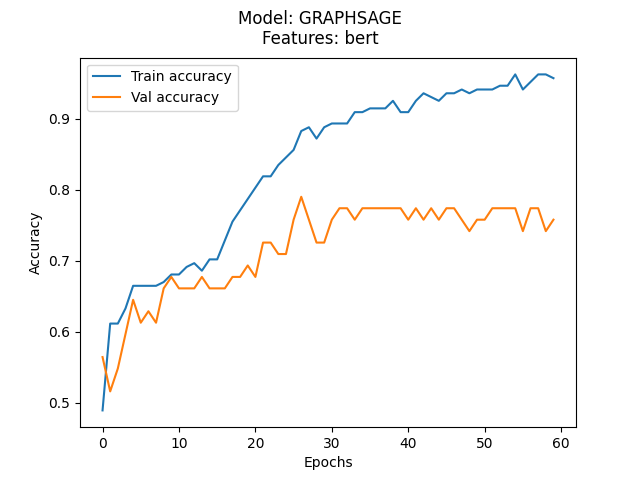 Model: GRAPHSAGE
Features: bert
Train accuracy
Val accuracy
Accuracy
0.9
0.8
0.7
0.6
0.5
0 10 20 30 40 50 60
Epochs